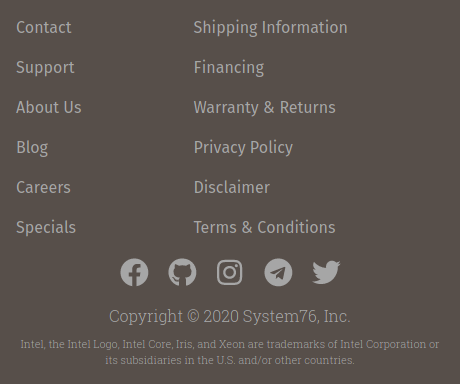 Contact
Shipping Information
Support
Financing
About Us
Warranty & Returns
Blog
Privacy Policy
Careers
Disclaimer
Specials
Terms & Conditions
Copyright © 2020 System76, Inc.
Intel, the Intel Logo, Intel Core, Iris, and Xeon are trademarks of Intel Corporation or
its subsidiaries in the U.S. and/or other countries.